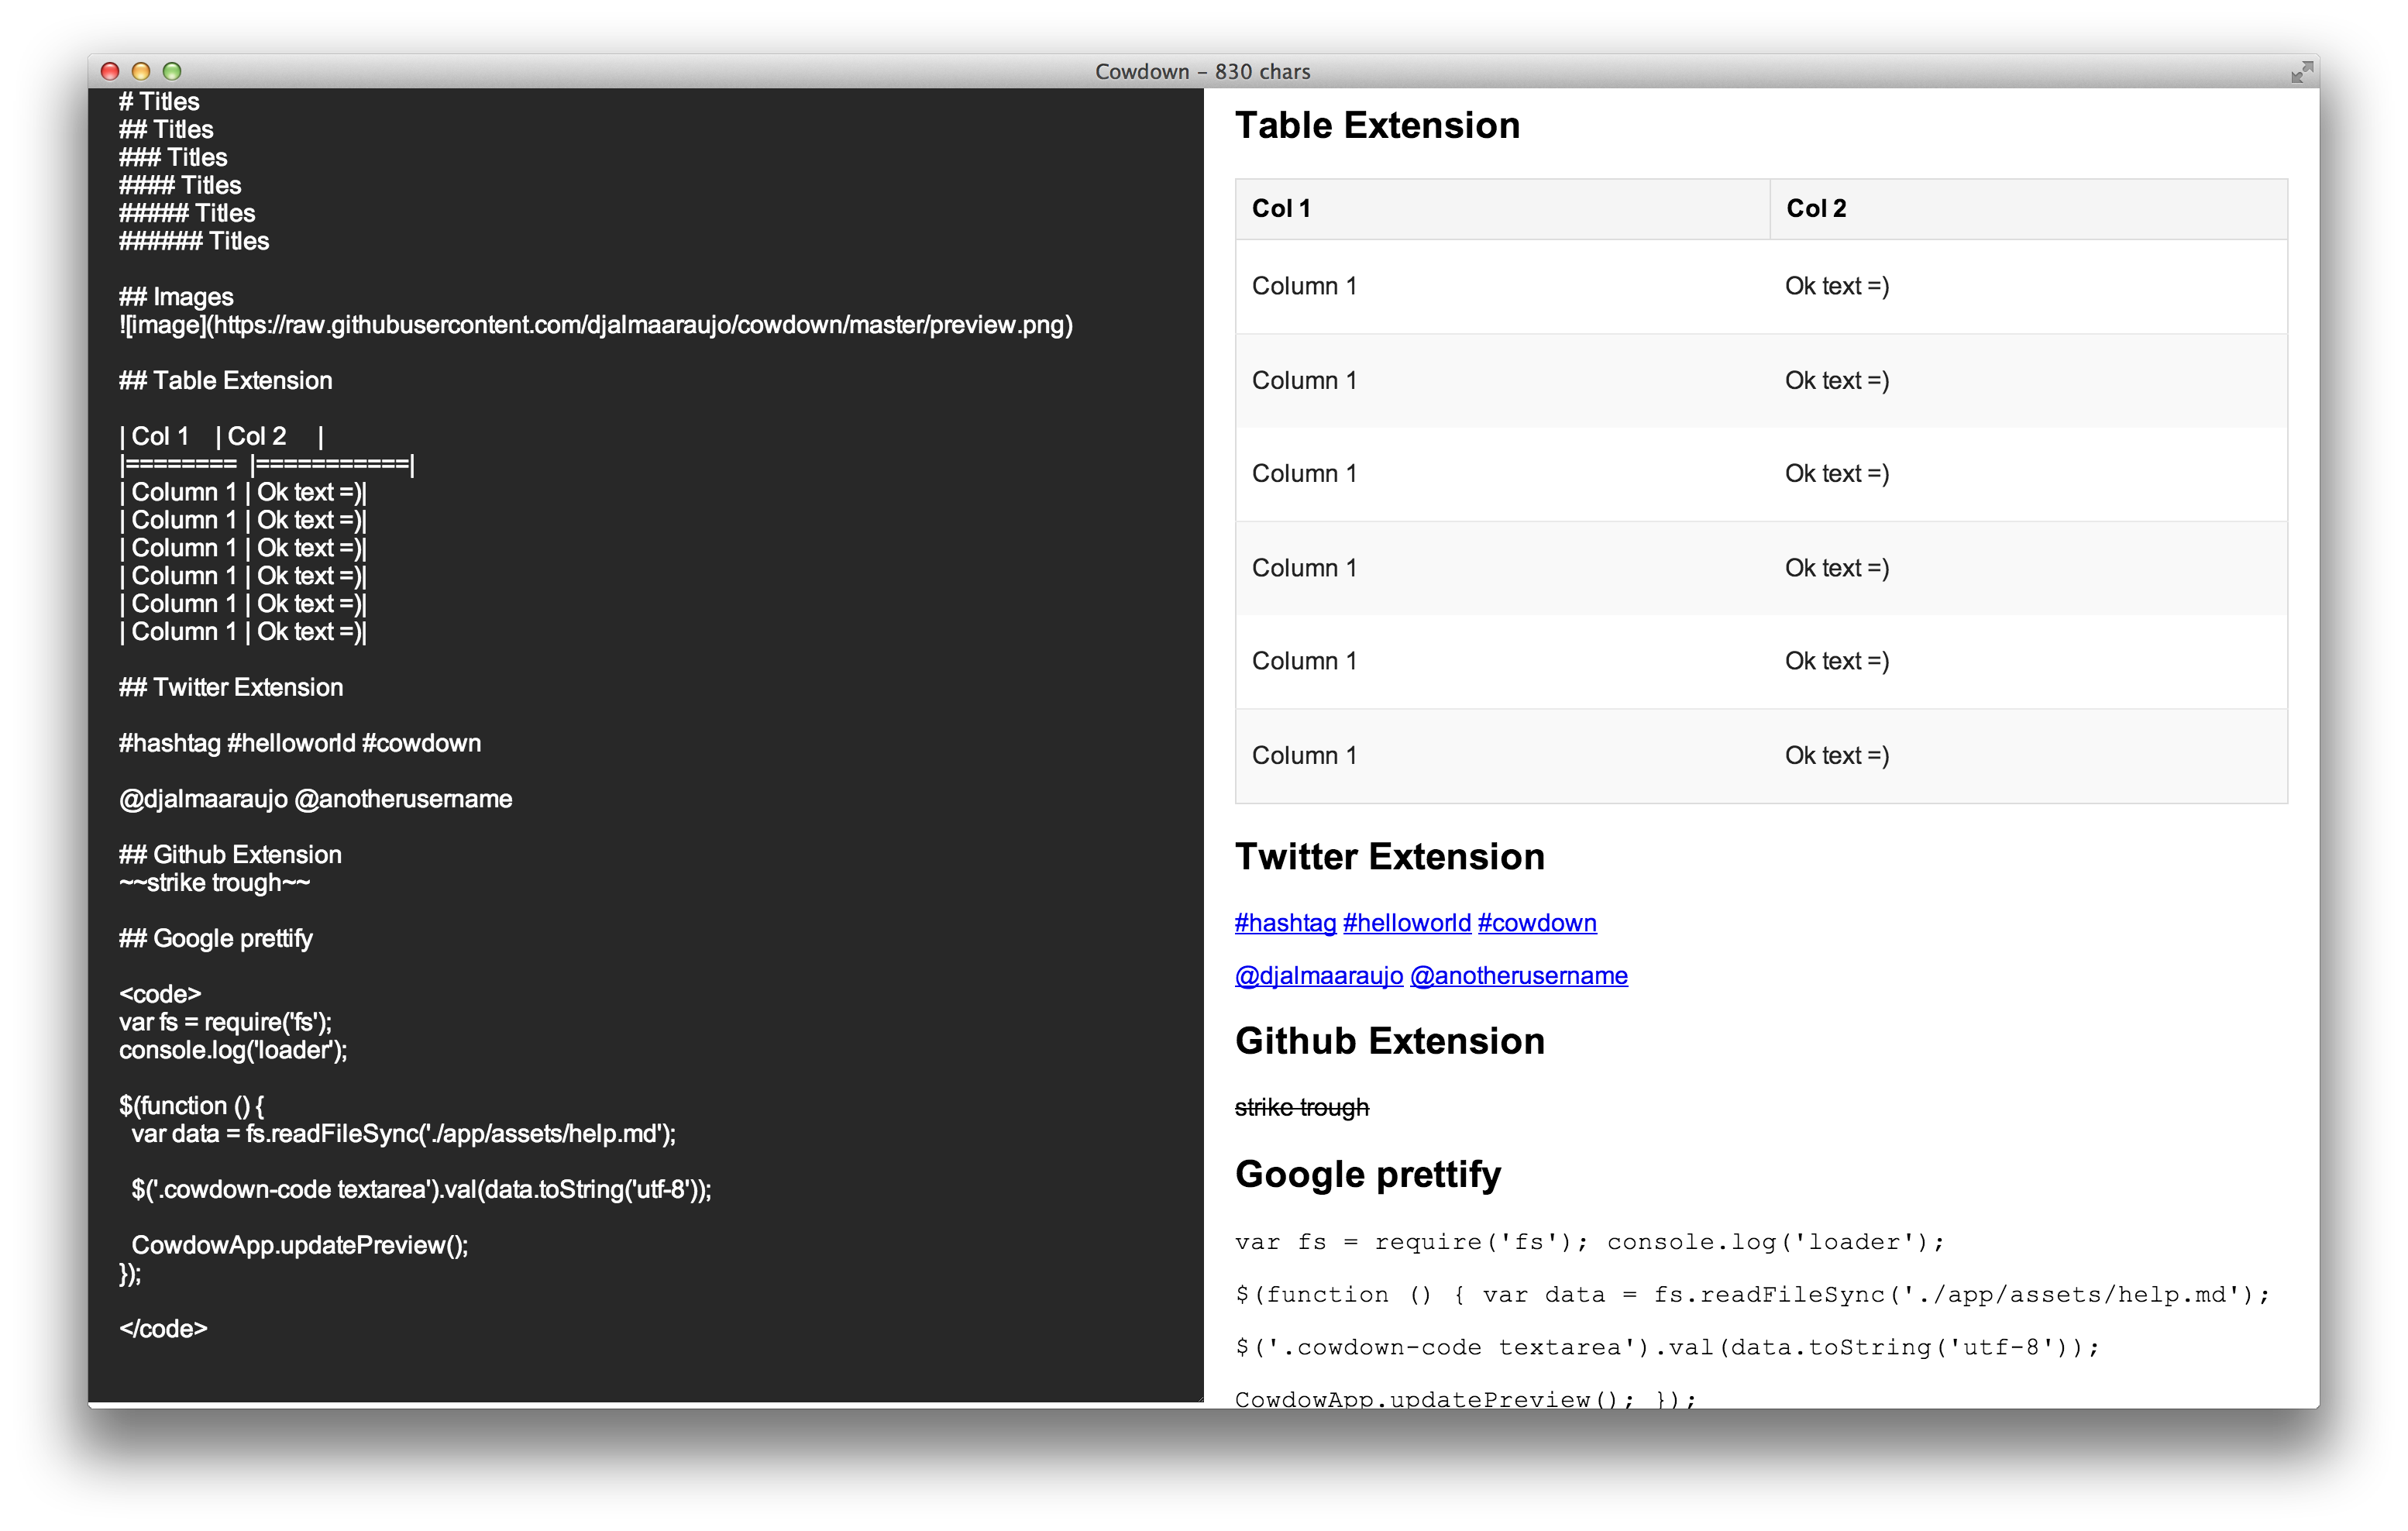 Cowdown – 830 chars
# Titles
## Titles
### Titles
#### Titles
##### Titles
###### Titles
## Images
![image](https://raw.githubusercontent.com/djalmaaraujo/cowdown/master/preview.png)
## Table Extension
| Col 1    | Col 2     |
|========  |===========|
| Column 1 | Ok text =)|
| Column 1 | Ok text =)|
| Column 1 | Ok text =)|
| Column 1 | Ok text =)|
| Column 1 | Ok text =)|
| Column 1 | Ok text =)|
## Twitter Extension
#hashtag #helloworld #cowdown
@djalmaaraujo @anotherusername
## Github Extension
~~strike trough~~
## Google prettify
<code>
var fs = require('fs');
console.log('loader');
$(function () {
  var data = fs.readFileSync('./app/assets/help.md');
  $('.cowdown-code textarea').val(data.toString('utf-8'));
  CowdowApp.updatePreview();
});
</code>
Table Extension
Col 1 Col 2
Column 1 Ok text =)
Column 1 Ok text =)
Column 1 Ok text =)
Column 1 Ok text =)
Column 1 Ok text =)
Column 1 Ok text =)
Twitter Extension
#hashtag #helloworld #cowdown
@djalmaaraujo @anotherusername
Github Extension
strike trough
Google prettify
var fs = require('fs'); console.log('loader');
$(function () { var data = fs.readFileSync('./app/assets/help.md');
$('.cowdown-code textarea').val(data.toString('utf-8'));
CowdowApp.updatePreview(); });